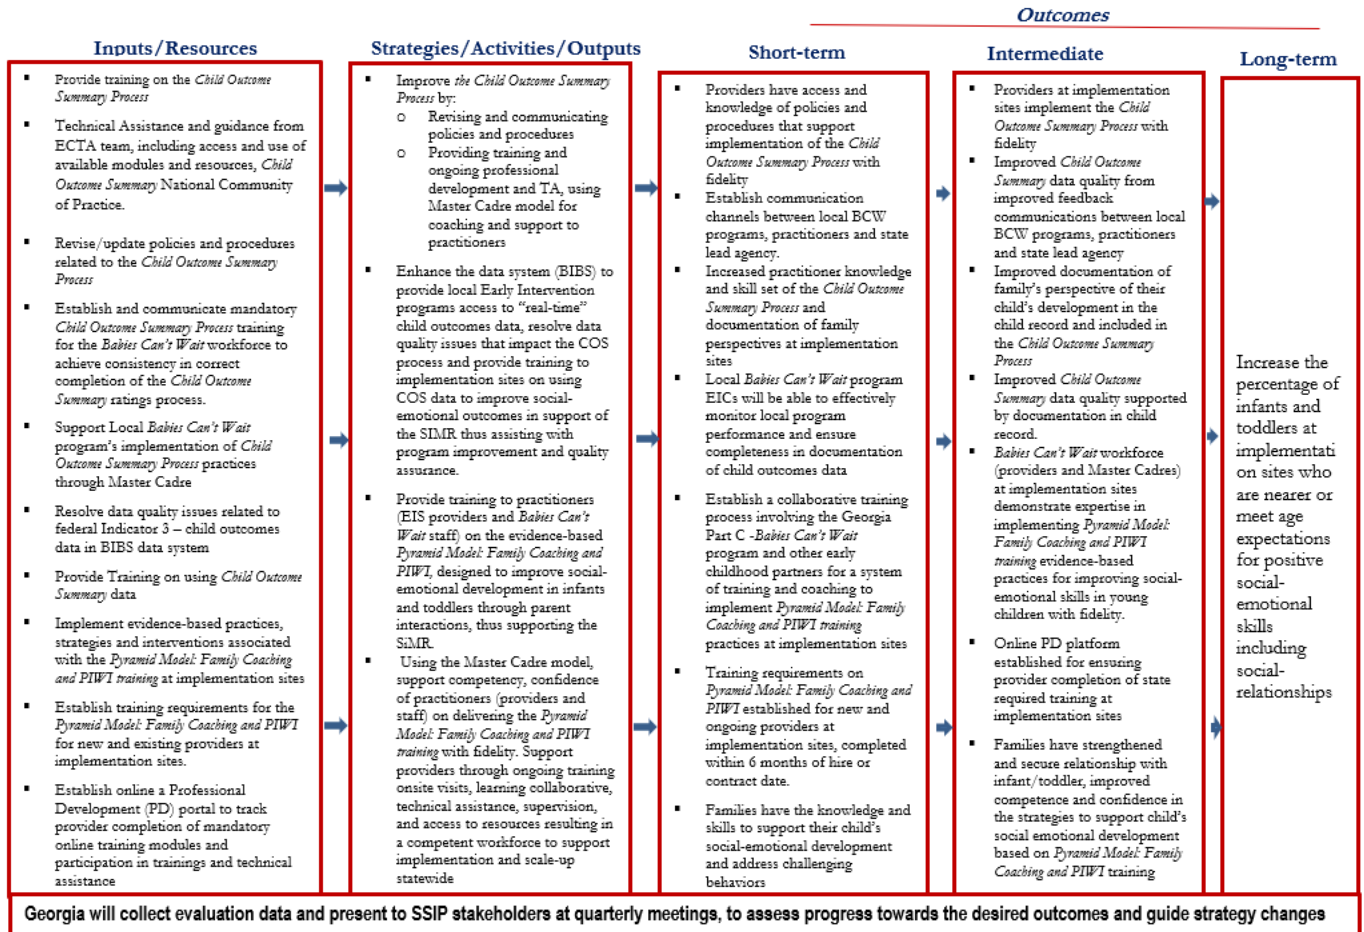 Outcomes
Inputs/Resources
Provide training on the Child Outcome
Summary Process
Technical Assistance and guidance from
ECTA team, including access and use of
available modules and resources, Child
Outcome Summary National Community
of Practice.
Revise/update policies and procedures
related to the Child Outcome Summary
Process
Establish and communicate mandatory
Child Outcome Summary Process training
for the Babies Can't Wait workforce to
achieve consistency in correct
completion of the Child Outcome
Summary ratings process.
Support Local Babies Can't Wait
program's implementation of Child
Outcome Summary Process practices
through Master Cadre
Resolve data quality issues related to
federal Indicator 3 – child outcomes
data in BIBS data system
Provide Training on using Child Outcome
Summary data
Implement evidence-based practices,
strategies and interventions associated
with the Pyramid Model: Family Coaching
and PIWI training at implementation sites
Establish training requirements for the
Pyramid Model: Family Coaching and PIWI
for new and existing providers at
implementation sites.
Establish online a Professional
Development (PD) portal to track
provider completion of mandatory
online training modules and
participation in trainings and technical
assistance
Strategies/Activities/Outputs
Improve the Child Outcome Summary
Process by:
Revising and communicating
policies and procedures
Providing training and
ongoing professional
development and TA, using
Master Cadre model for
coaching and support to
practitioners
Enhance the data system (BIBS) to
provide local Early Intervention
programs access to "real-time"
child outcomes data, resolve data
quality issues that impact the COS
process and provide training to
implementation sites on using
COS data to improve social-
emotional outcomes in support of
the SIMR thus assisting with
program improvement and quality
assurance.
Provide training to practitioners
(EIS providers and Babies Can't
Wait staff) on the evidence-based
Pyramid Model: Family Coaching and
PIWI, designed to improve social-
emotional development in infants
and toddlers through parent
interactions, thus supporting the
SiMR.
Using the Master Cadre model,
support competency, confidence
of practitioners (providers and
staff) on delivering the Pyramid
Model: Family Coaching and PIWI
training with fidelity. Support
providers through ongoing training
onsite visits, learning collaborative,
technical assistance, supervision,
and access to resources resulting in
a competent workforce to support
implementation and scale-up
statewide
Short-term
Providers have access and
knowledge of policies and
procedures that support
implementation of the Child
Outcome Summary Process with
fidelity
Establish communication
channels between local BCW
programs, practitioners and state
lead agency.
Increased practitioner knowledge
and skill set of the Child Outcome
Summary Process and
documentation of family
perspectives at implementation
sites
Local Babies Can't Wait program
EICs will be able to effectively
monitor local program
performance and ensure
completeness in documentation
of child outcomes data
Establish a collaborative training
process involving the Georgia
Part C -Babies Can't Wait
program and other early
childhood partners for a system
of training and coaching to
implement Pyramid Model: Family
Coaching and PIWI training
practices at implementation sites
Training requirements on
Pyramid Model: Family Coaching and
PIWI established for new and
ongoing providers at
implementation sites, completed
within 6 months of hire or
contract date.
Families have the knowledge and
skills to support their child's
social-emotional development
and address challenging
behaviors
Intermediate
Providers at implementation
sites implement the Child
Outcome Summary Process with
fidelity
Improved Child Outcome
Summary data quality from
improved feedback
communications between local
BCW programs, practitioners
and state lead agency
Improved documentation of
family's perspective of their
child's development in the
child record and included in
the Child Outcome Summary
Process
Improved Child Outcome
Summary data quality supported
by documentation in child
record.
Babies Can't Wait workforce
(providers and Master Cadres)
at implementation sites
demonstrate expertise in
implementing Pyramid Model:
Family Coaching and PIWI
training evidence-based
practices for improving social-
emotional skills in young
children with fidelity.
Online PD platform
established for ensuring
provider completion of state
required training at
implementation sites
Families have strengthened
and secure relationship with
infant/toddler, improved
competence and confidence in
the strategies to support child's
social emotional development
based on Pyramid Model: Family
Coaching and PIWI training
Long-term
Increase the
percentage of
infants and
toddlers at
implementati
on sites who
are nearer or
meet age
expectations
for positive
social-
emotional
skills
including
social-
relationships
Georgia will collect evaluation data and present to SSIP stakeholders at quarterly meetings, to assess progress towards the desired outcomes and guide strategy changes